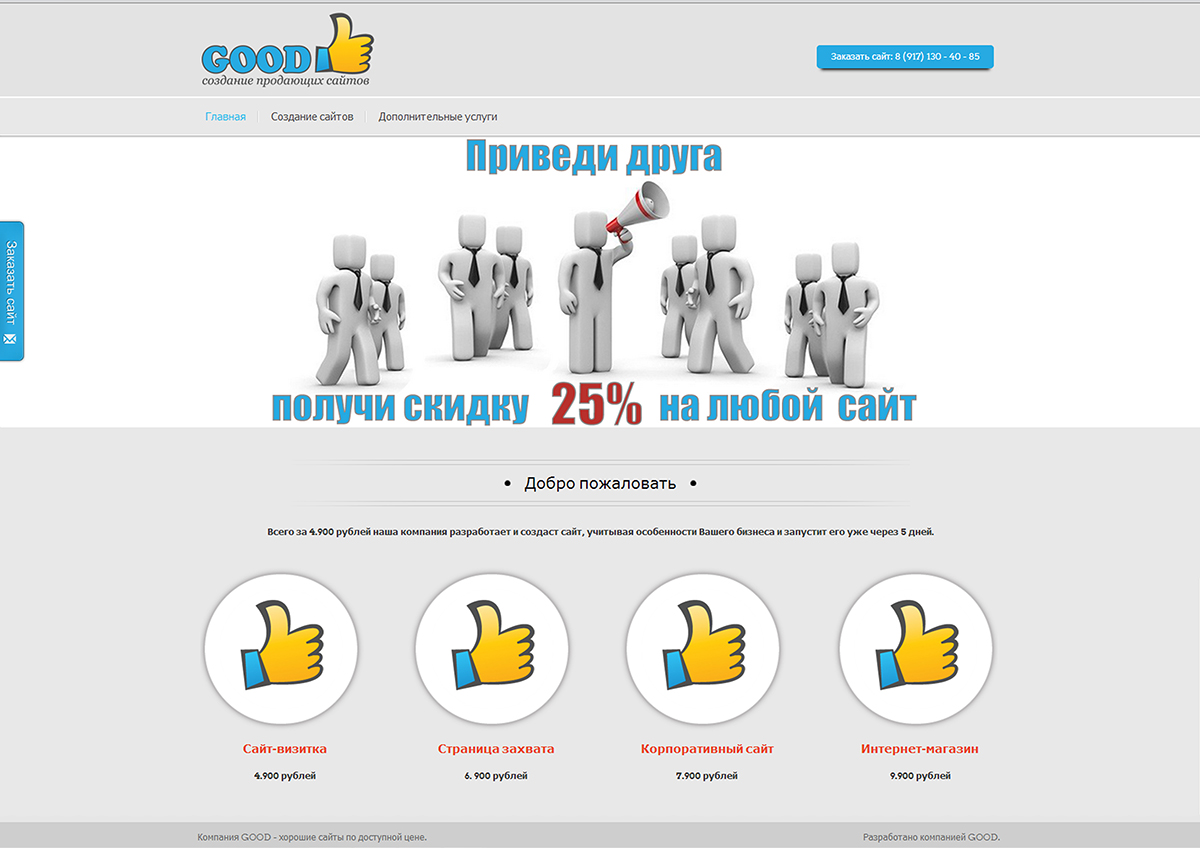 GOOD
создание продающих сайтов
Заказать сайт: 8 (917) 130 - 40 - 85
Главная
Создание сайтов
Дополнительные услуги
Приведи друга
Заказать сайт
получи скидку 25% на любой сайт
• Добро пожаловать •
Всего за 4.900 рублей наша компания разработает и создаст сайт, учитывая особенности Вашего бизнеса и запустит его уже через 5 дней.
Сайт-визитка
Страница захвата
Корпоративный сайт
Интернет-магазин
4.900 рублей
6. 900 рублей
7.900 рублей
9.900 рублей
Компания GOOD - хорошие сайты по доступной цене.
Разработано компанией GOOD.